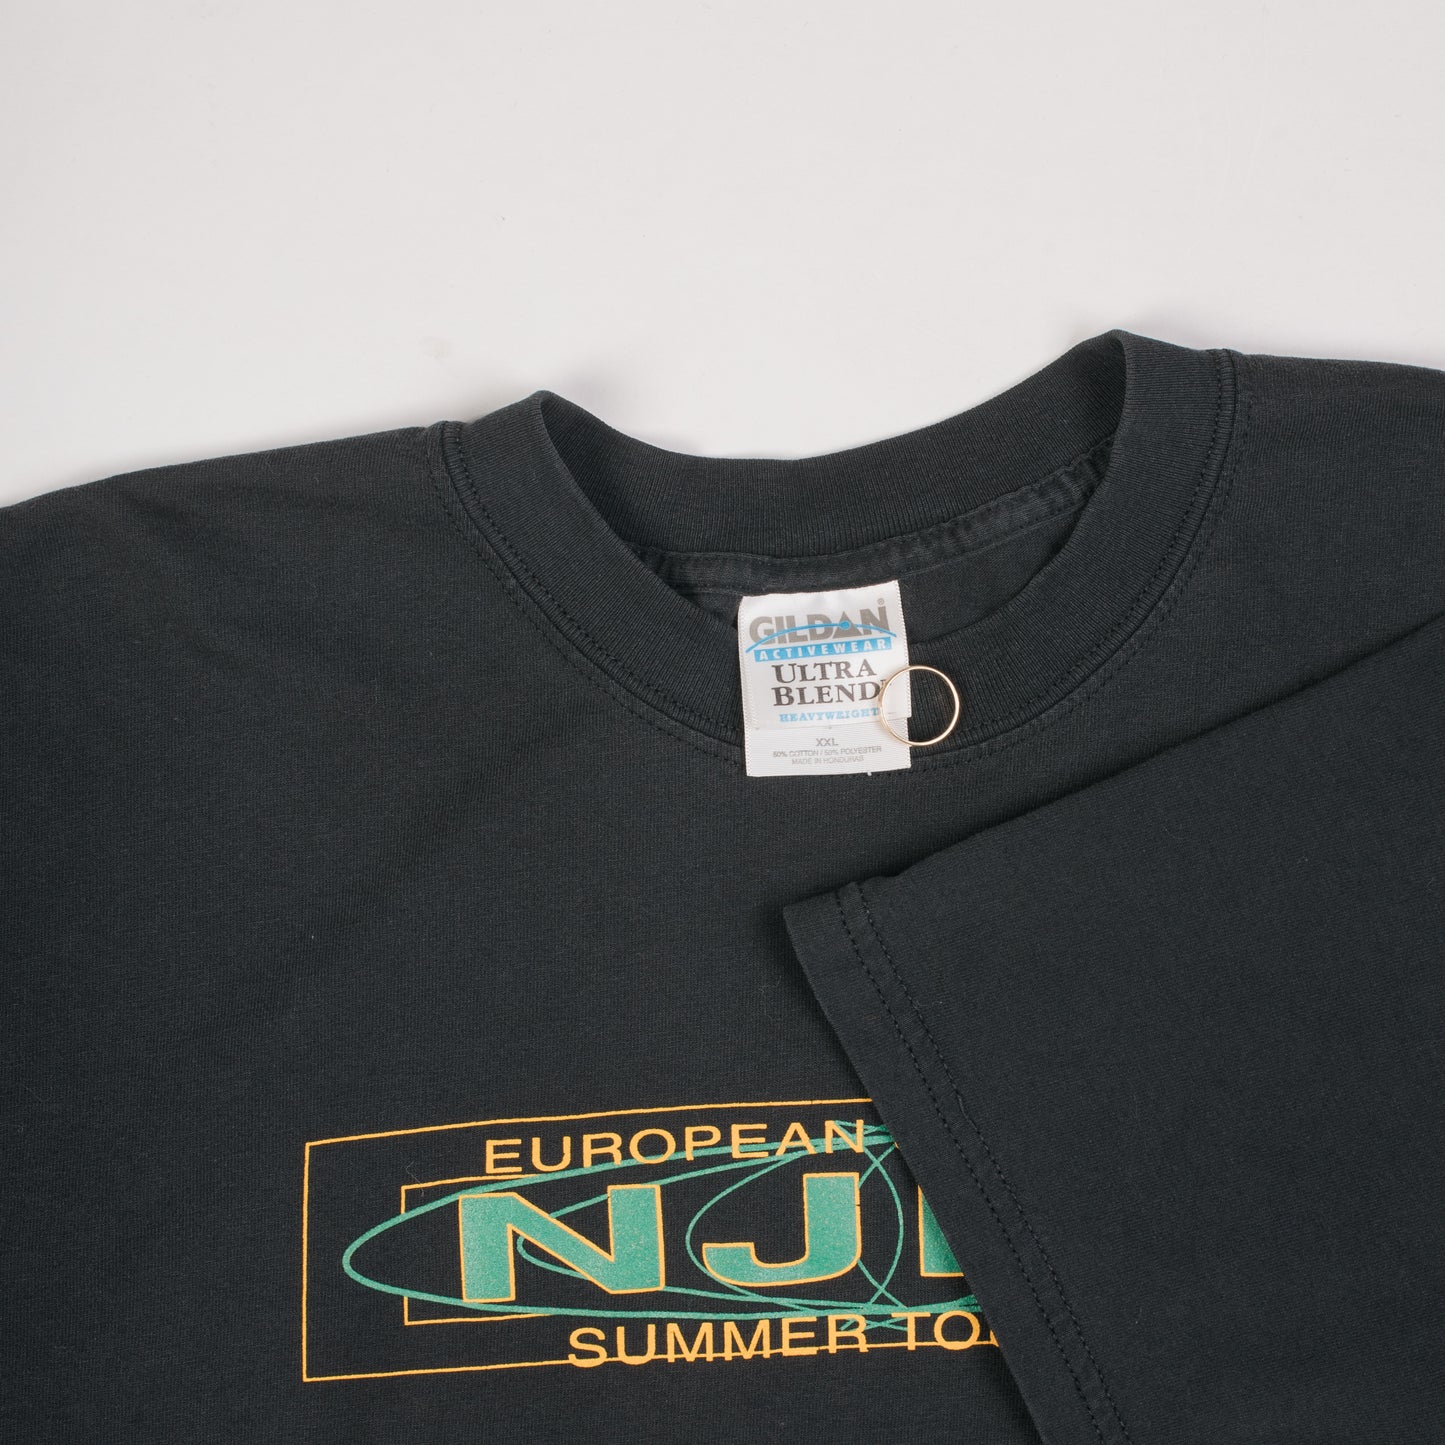 GILDAN®
ACTIVEWEAR
ULTRA
BLEND
HEAVYWEIGHT
XXL
50% COTTON / 50% POLYESTER
MADE IN HONDURAS
EUROPEAN
NJ
SUMMER TO